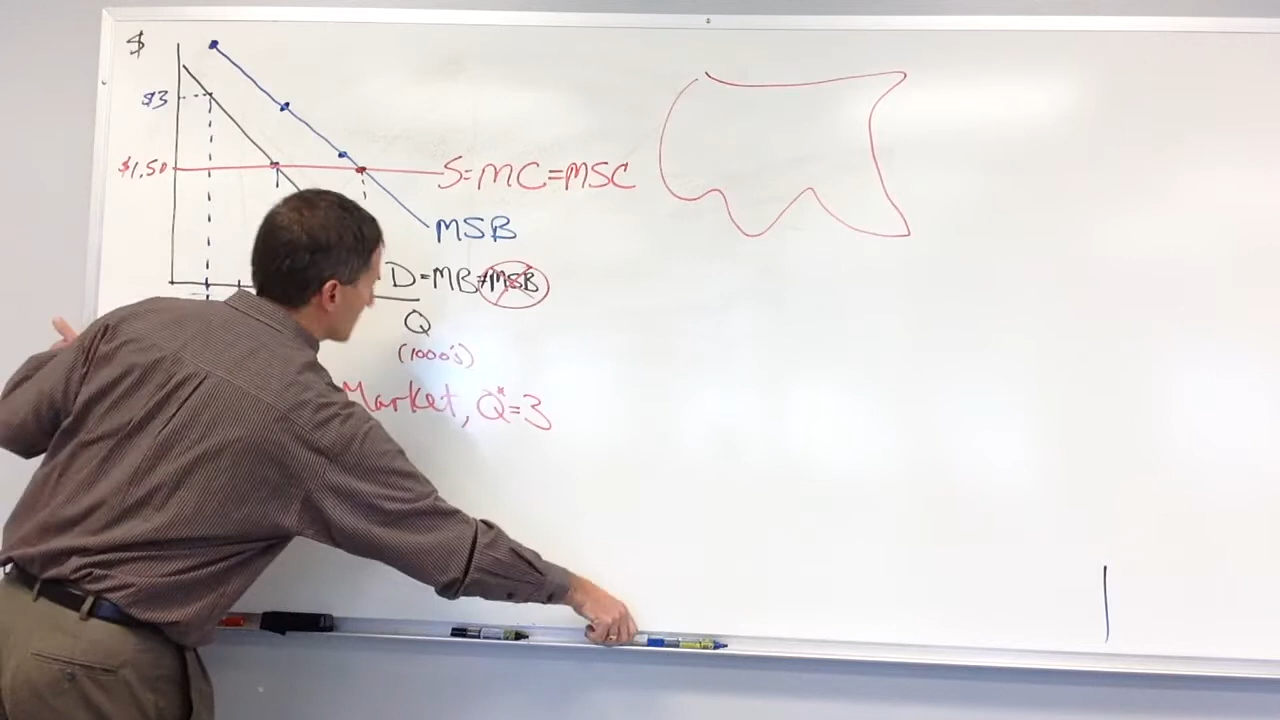 $
$3
$1.50
S=MC=MSC
MSB
D=MB≠MSB
Q
(1000's)
Market, Q*=3